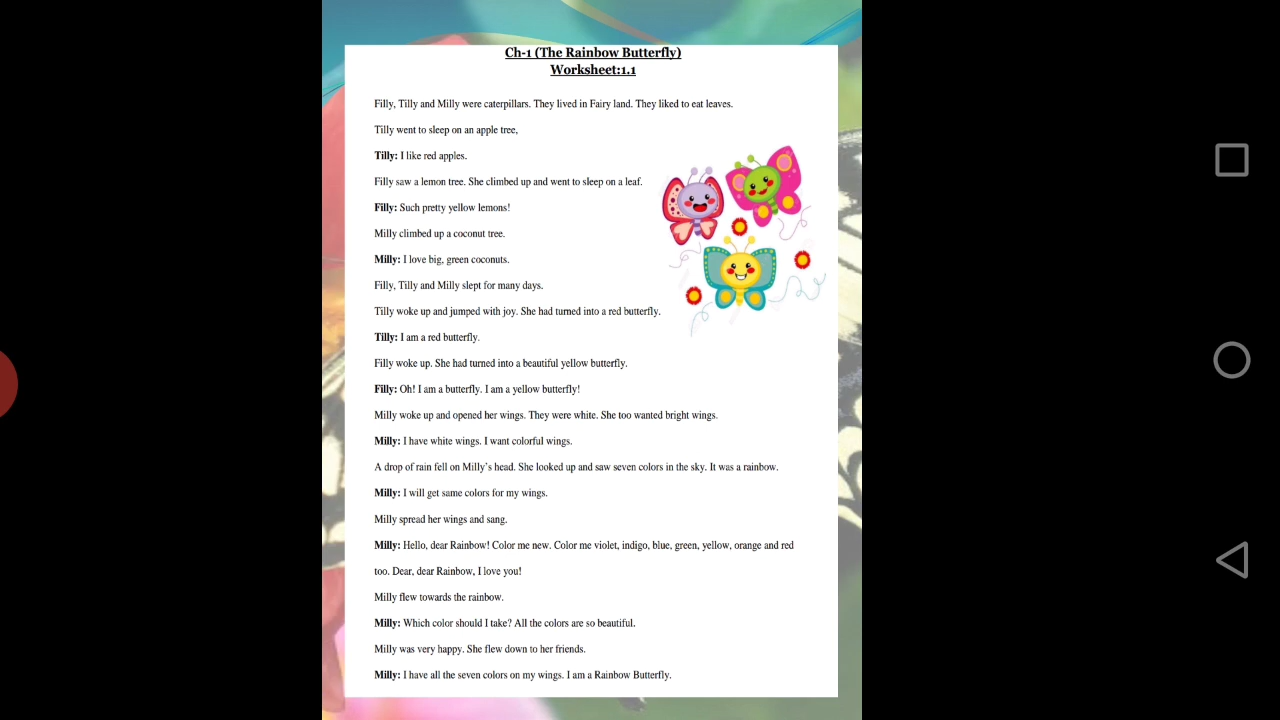 Ch-1 (The Rainbow Butterfly)
Worksheet:1.1
Filly, Tilly and Milly were caterpillars. They lived in Fairy land. They liked to eat leaves.
Tilly went to sleep on an apple tree,
Tilly: I like red apples.
Filly saw a lemon tree. She climbed up and went to sleep on a leaf.
Filly: Such pretty yellow lemons!
Milly climbed up a coconut tree.
Milly: I love big, green coconuts.
Filly, Tilly and Milly slept for many days.
Tilly woke up and jumped with joy. She had turned into a red butterfly.
Tilly: I am a red butterfly.
Filly woke up. She had turned into a beautiful yellow butterfly.
Filly: Oh! I am a butterfly. I am a yellow butterfly!
Milly woke up and opened her wings. They were white. She too wanted bright wings.
Milly: I have white wings. I want colorful wings.
A drop of rain fell on Milly's head. She looked up and saw seven colors in the sky. It was a rainbow.
Milly: I will get same colors for my wings.
Milly spread her wings and sang.
Milly: Hello, dear Rainbow! Color me new. Color me violet, indigo, blue, green, yellow, orange and red
too. Dear, dear Rainbow, I love you!
Milly flew towards the rainbow.
Milly: Which color should I take? All the colors are so beautiful.
Milly was very happy. She flew down to her friends.
Milly: I have all the seven colors on my wings. I am a Rainbow Butterfly.